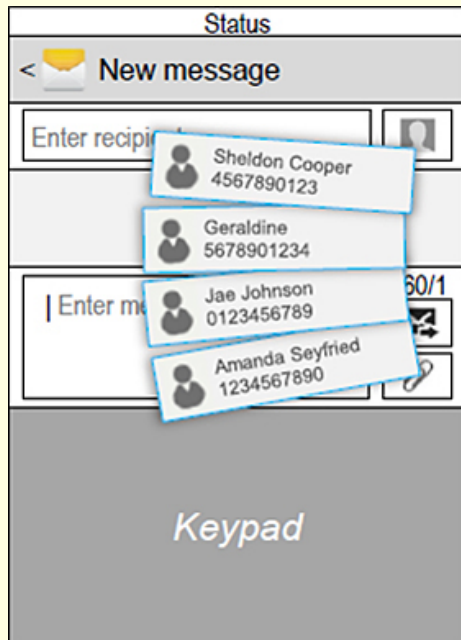 Status
< New message
Enter recipi
Sheldon Cooper
4567890123
Geraldine
5678901234
60/1
| Enter me
Jae Johnson
0123456789
Amanda Seyfried
1234567890
Keypad